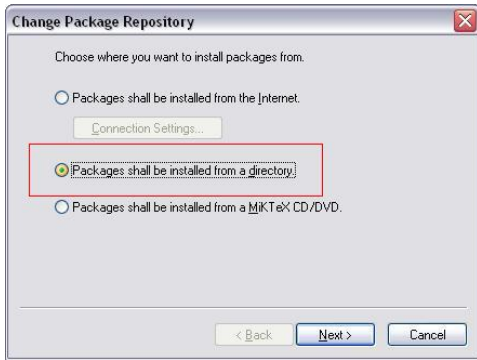 Change Package Repository
Choose where you want to install packages from.
Packages shall be installed from the Internet.
Connection Settings...
Packages shall be installed from a directory.
Packages shall be installed from a MiKTeX CD/DVD.
< Back
Next >
Cancel